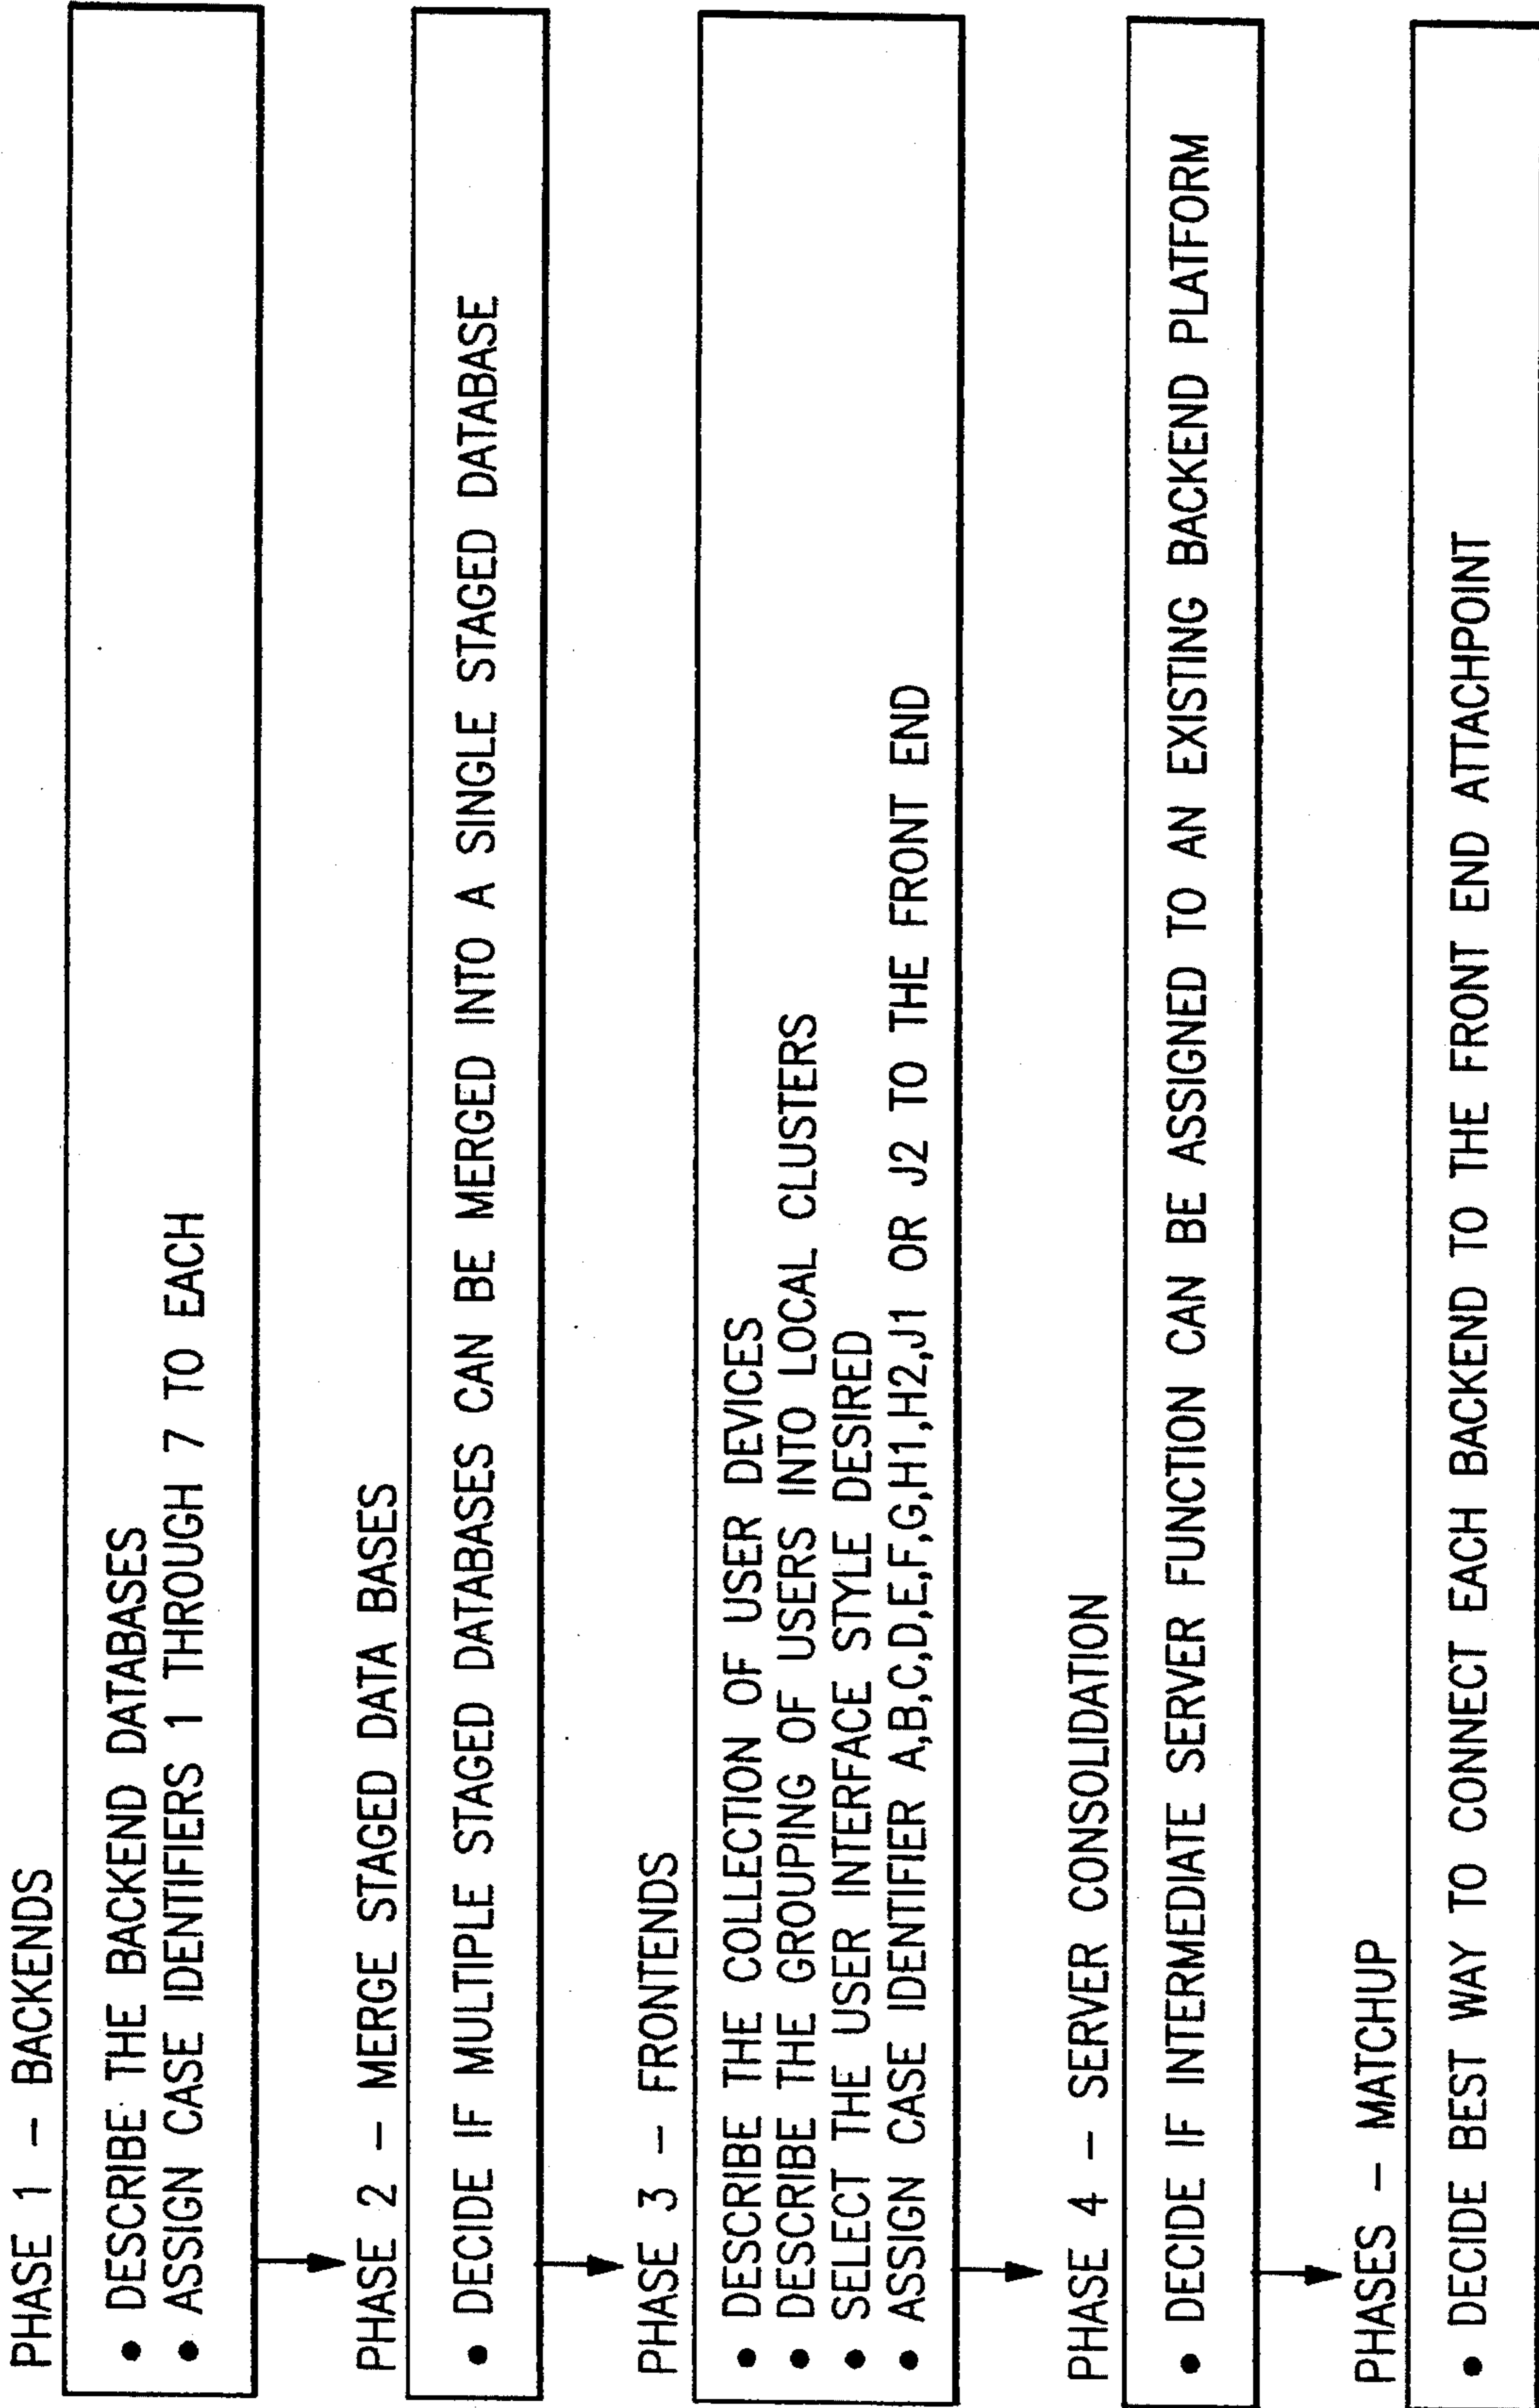 PHASE 1 – BACKENDS
• DESCRIBE THE BACKEND DATABASES
• ASSIGN CASE IDENTIFIERS 1 THROUGH 7 TO EACH
PHASE 2 – MERGE STAGED DATA BASES
• DECIDE IF MULTIPLE STAGED DATABASES CAN BE MERGED INTO A SINGLE STAGED DATABASE
PHASE 3 – FRONTENDS
• DESCRIBE THE COLLECTION OF USER DEVICES
• DESCRIBE THE GROUPING OF USERS INTO LOCAL CLUSTERS
• SELECT THE USER INTERFACE STYLE DESIRED
• ASSIGN CASE IDENTIFIER A,B,C,D,E,F,G,H1,H2,J1 OR J2 TO THE FRONT END
PHASE 4 – SERVER CONSOLIDATION
• DECIDE IF INTERMEDIATE SERVER FUNCTION CAN BE ASSIGNED TO AN EXISTING BACKEND PLATFORM
PHASES – MATCHUP
• DECIDE BEST WAY TO CONNECT EACH BACKEND TO THE FRONT END ATTACHPOINT